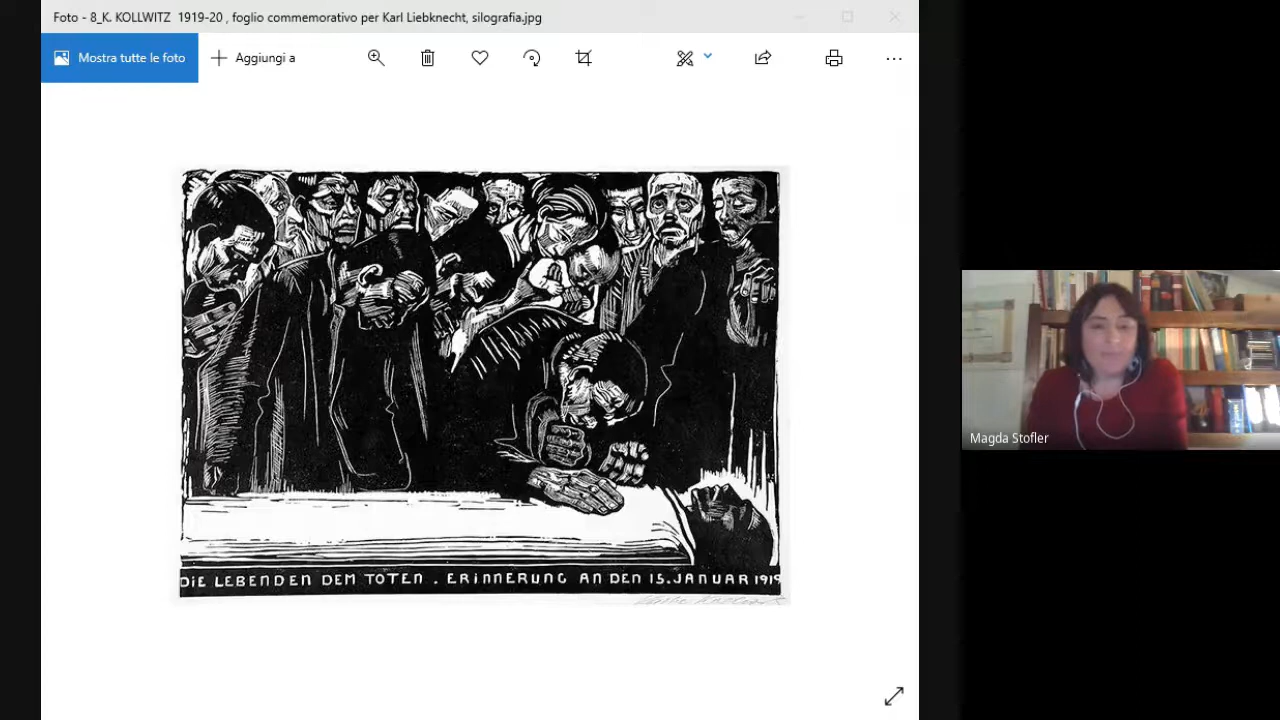 Foto - 8_K. KOLLWITZ 1919-20 , foglio commemorativo per Karl Liebknecht, silografia.jpg
Mostra tutte le foto
Aggiungi a
DIE LEBENDEN DEM TOTEN . ERINNERUNG AN DEN 15. JANUAR 1919
Magda Stofler